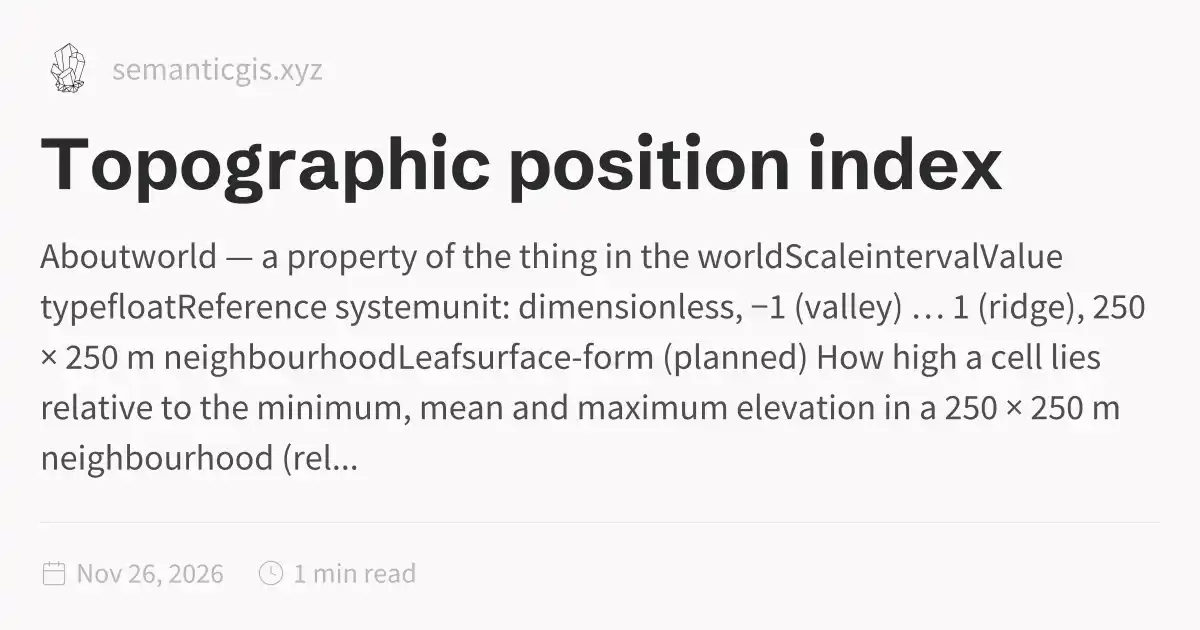 semanticgis.xyz
Topographic position index
Aboutworld — a property of the thing in the worldScaleintervalValue
typefloatReference systemunit: dimensionless, −1 (valley) … 1 (ridge), 250
× 250 m neighbourhoodLeafsurface-form (planned) How high a cell lies
relative to the minimum, mean and maximum elevation in a 250 × 250 m
neighbourhood (rel...
Nov 26, 2026 1 min read